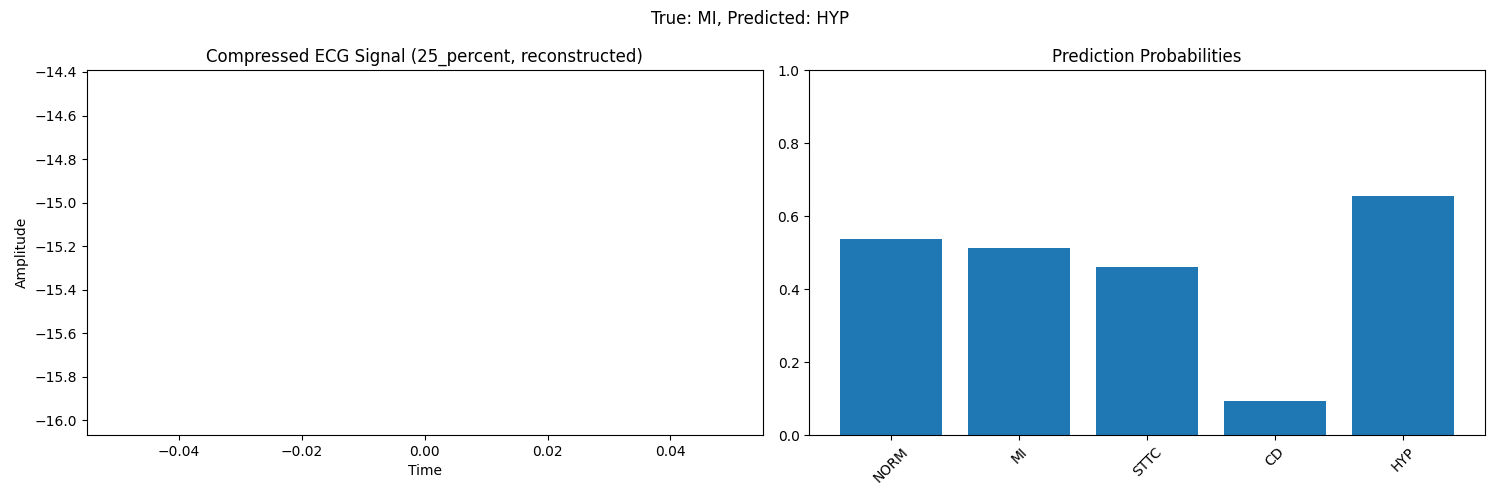 True: MI, Predicted: HYP
Compressed ECG Signal (25_percent, reconstructed)
Amplitude
−14.4
−14.6
−14.8
−15.0
−15.2
−15.4
−15.6
−15.8
−16.0
−0.04
−0.02
0.00
0.02
0.04
Time
Prediction Probabilities
1.0
0.8
0.6
0.4
0.2
0.0
NORM
MI
STTC
CD
HYP